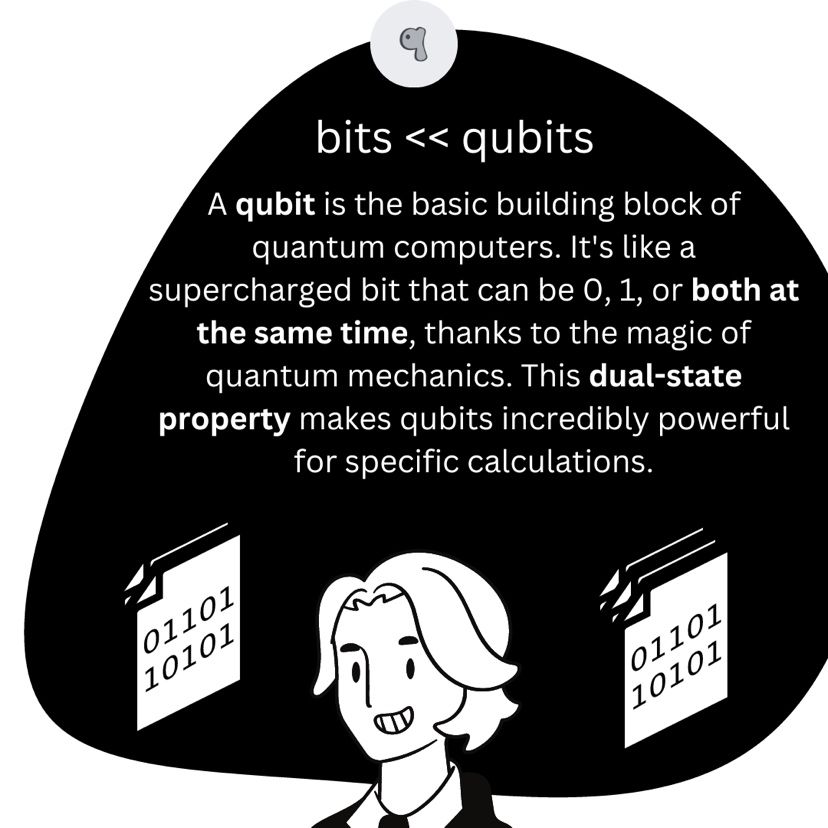 bits << qubits
A qubit is the basic building block of
quantum computers. It's like a
supercharged bit that can be 0, 1, or both at
the same time, thanks to the magic of
quantum mechanics. This dual-state
property makes qubits incredibly powerful
for specific calculations.
01101
10101
01101
10101